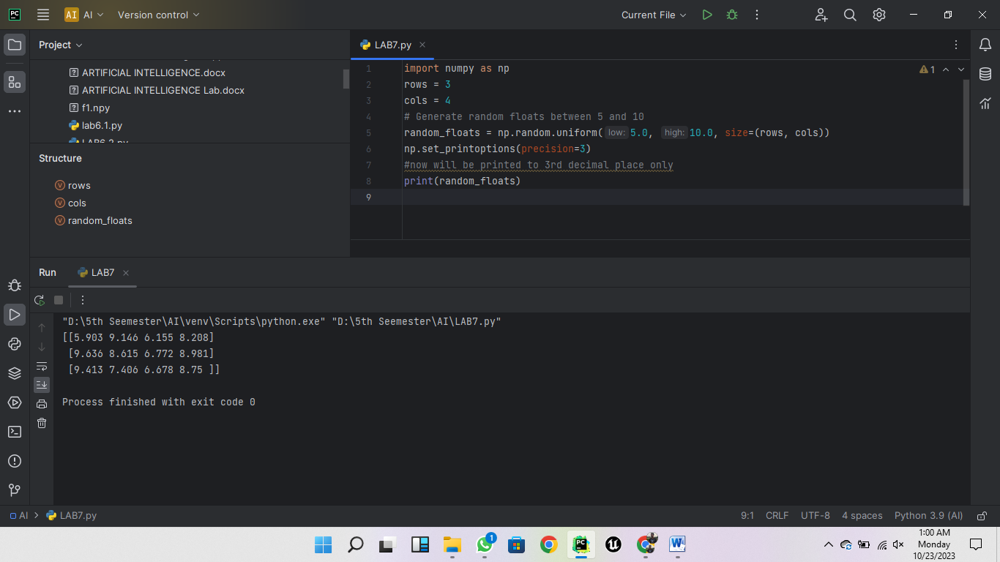 PC AI AI Version control Current File
Project
LAB7.py
ARTIFICIAL INTELLIGENCE.docx
ARTIFICIAL INTELLIGENCE Lab.docx
f1.npy
lab6.1.py
LAB6.2.py
Structure
rows
cols
random_floats
1 import numpy as np
1
2 rows = 3
3 cols = 4
4 # Generate random floats between 5 and 10
5 random_floats = np.random.uniform( low: 5.0, high: 10.0, size=(rows, cols))
6 np.set_printoptions(precision=3)
7 #now will be printed to 3rd decimal place only
8 print(random_floats)
9
Run LAB7
"D:\5th Seemester\AI\venv\Scripts\python.exe" "D:\5th Seemester\AI\LAB7.py"
[[5.903 9.146 6.155 8.208]
[9.636 8.615 6.772 8.981]
[9.413 7.406 6.678 8.75 ]]
Process finished with exit code 0
AI LAB7.py 9:1 CRLF UTF-8 4 spaces Python 3.9 (AI)
1
PC
W
1:00 AM
Monday
10/23/2023